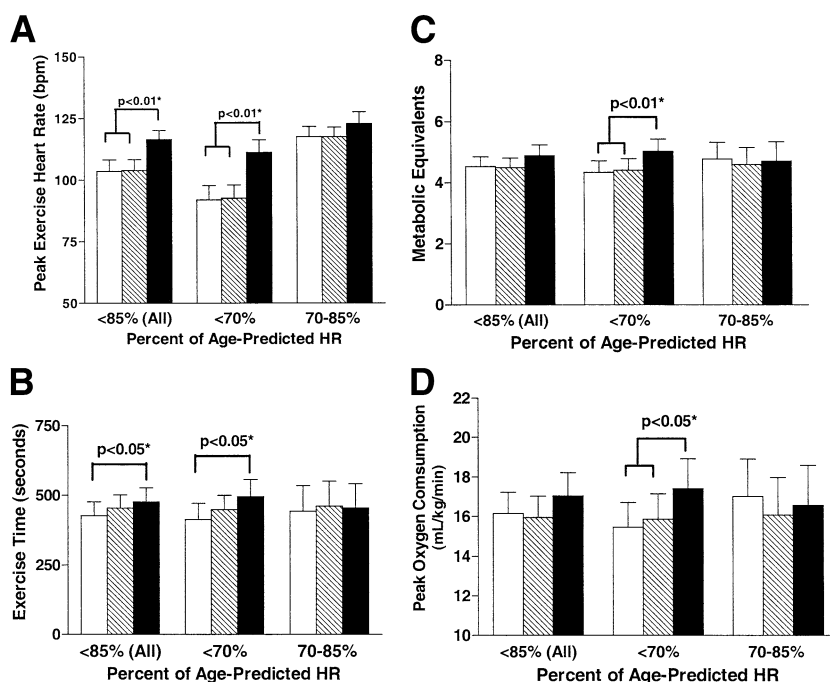 A
150
125
100
75
50
Peak Exercise Heart Rate (bpm)
p<0.01*
p<0.01*
<85% (All)
<70%
70-85%
Percent of Age-Predicted HR
C
8
6
4
2
0
Metabolic Equivalents
p<0.01*
<85% (All)
<70%
70-85%
Percent of Age-Predicted HR
B
750
500
250
0
Exercise Time (seconds)
p<0.05*
p<0.05*
<85% (All)
<70%
70-85%
Percent of Age-Predicted HR
D
22
20
18
16
14
12
10
Peak Oxygen Comsumption
(mL/kg/min)
p<0.05*
<85% (All)
<70%
70-85%
Percent of Age-Predicted HR